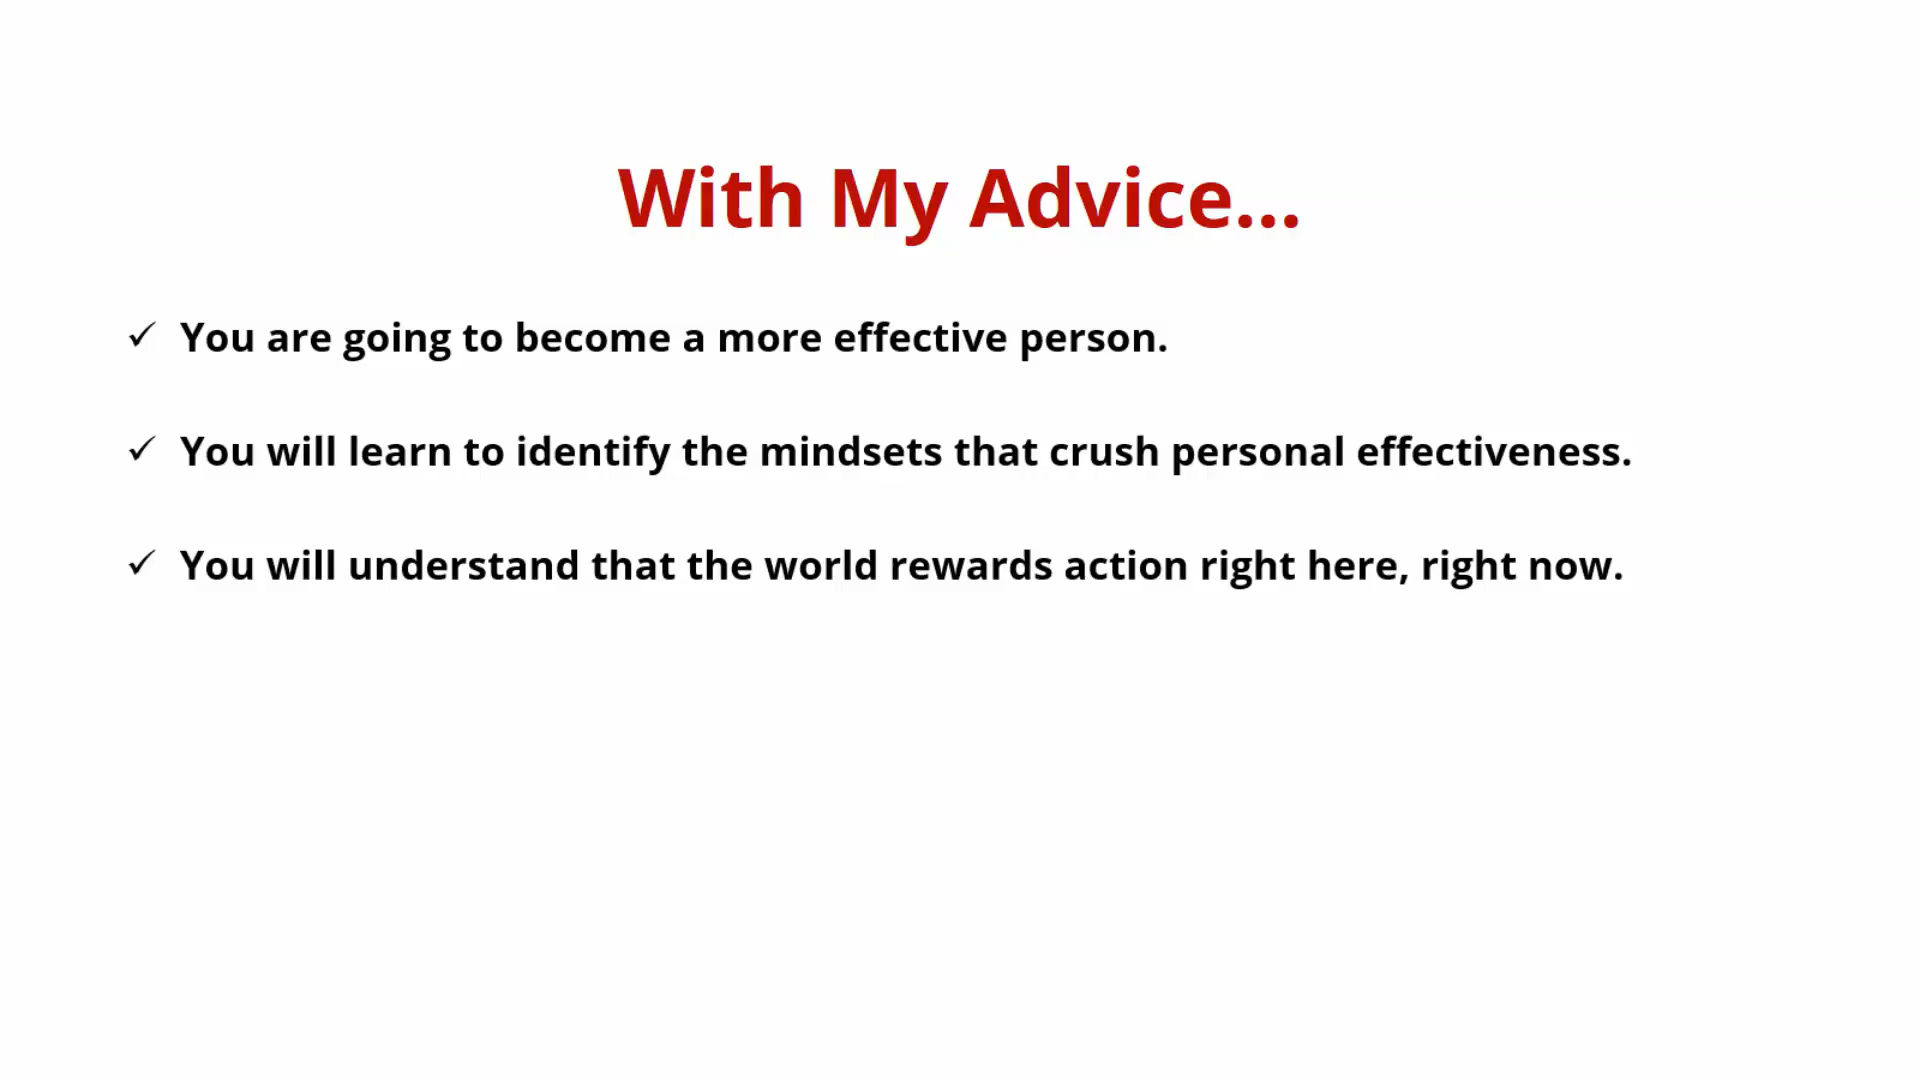 With My Advice...
✓ You are going to become a more effective person.
✓ You will learn to identify the mindsets that crush personal effectiveness.
✓ You will understand that the world rewards action right here, right now.